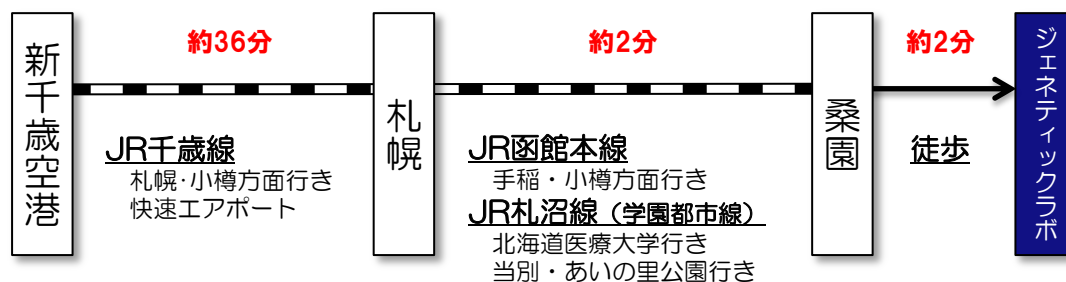 新千歳空港
約36分
JR千歳線
札幌･小樽方面行き
快速エアポート
札幌
約2分
JR函館本線
手稲・小樽方面行き
JR札沼線（学園都市線）
北海道医療大学行き
当別・あいの里公園行き
桑園
約2分
徒歩
ジェネティックラボ